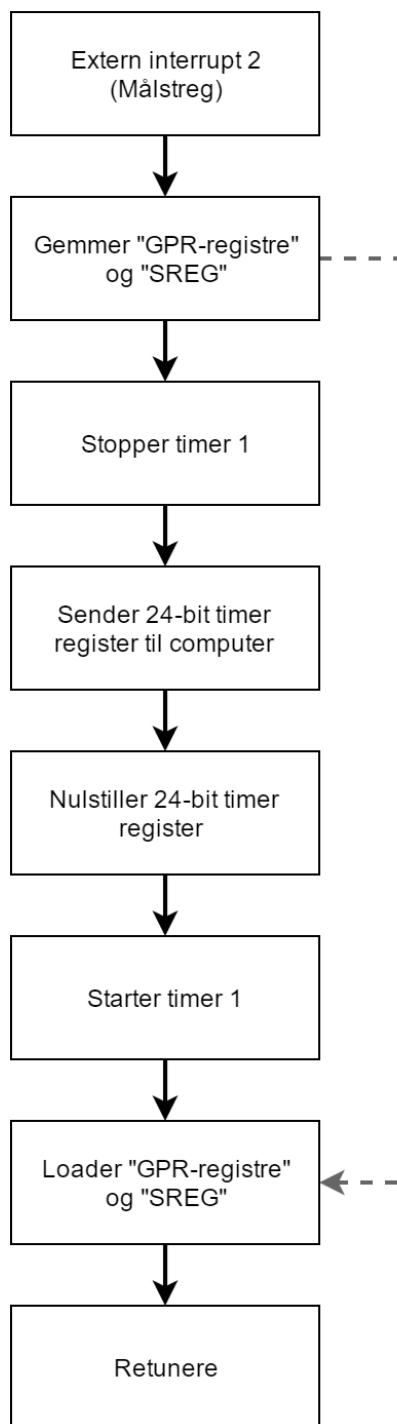 Extern interrupt 2
(Målstreg)
Gemmer "GPR-registre"
og "SREG"
Stopper timer 1
Sender 24-bit timer
register til computer
Nulstiller 24-bit timer
register
Starter timer 1
Loader "GPR-registre"
og "SREG"
Retunere